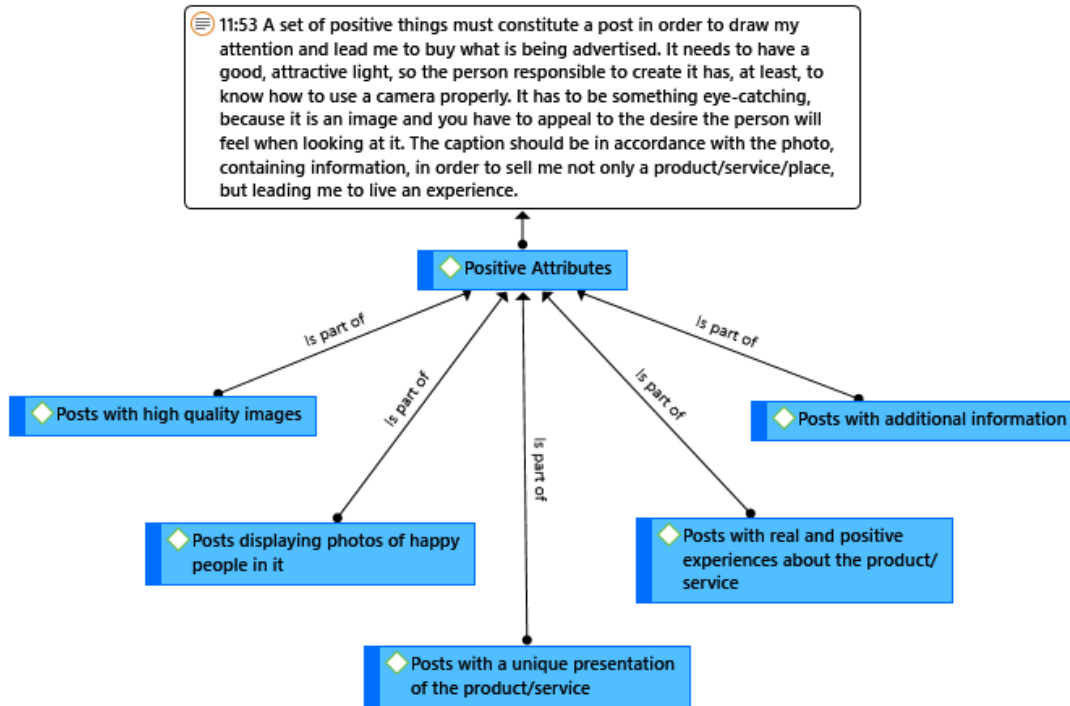 11:53 A set of positive things must constitute a post in order to draw my
attention and lead me to buy what is being advertised. It needs to have a
good, attractive light, so the person responsible to create it has, at least, to
know how to use a camera properly. It has to be something eye-catching,
because it is an image and you have to appeal to the desire the person will
feel when looking at it. The caption should be in accordance with the photo,
containing information, in order to sell me not only a product/service/place,
but leading me to live an experience.
Positive Attributes
Is part of
Is part of
Is part of
Is part of
Is part of
Posts with high quality images
Posts with additional information
Posts displaying photos of happy
people in it
Posts with real and positive
experiences about the product/
service
Posts with a unique presentation
of the product/service